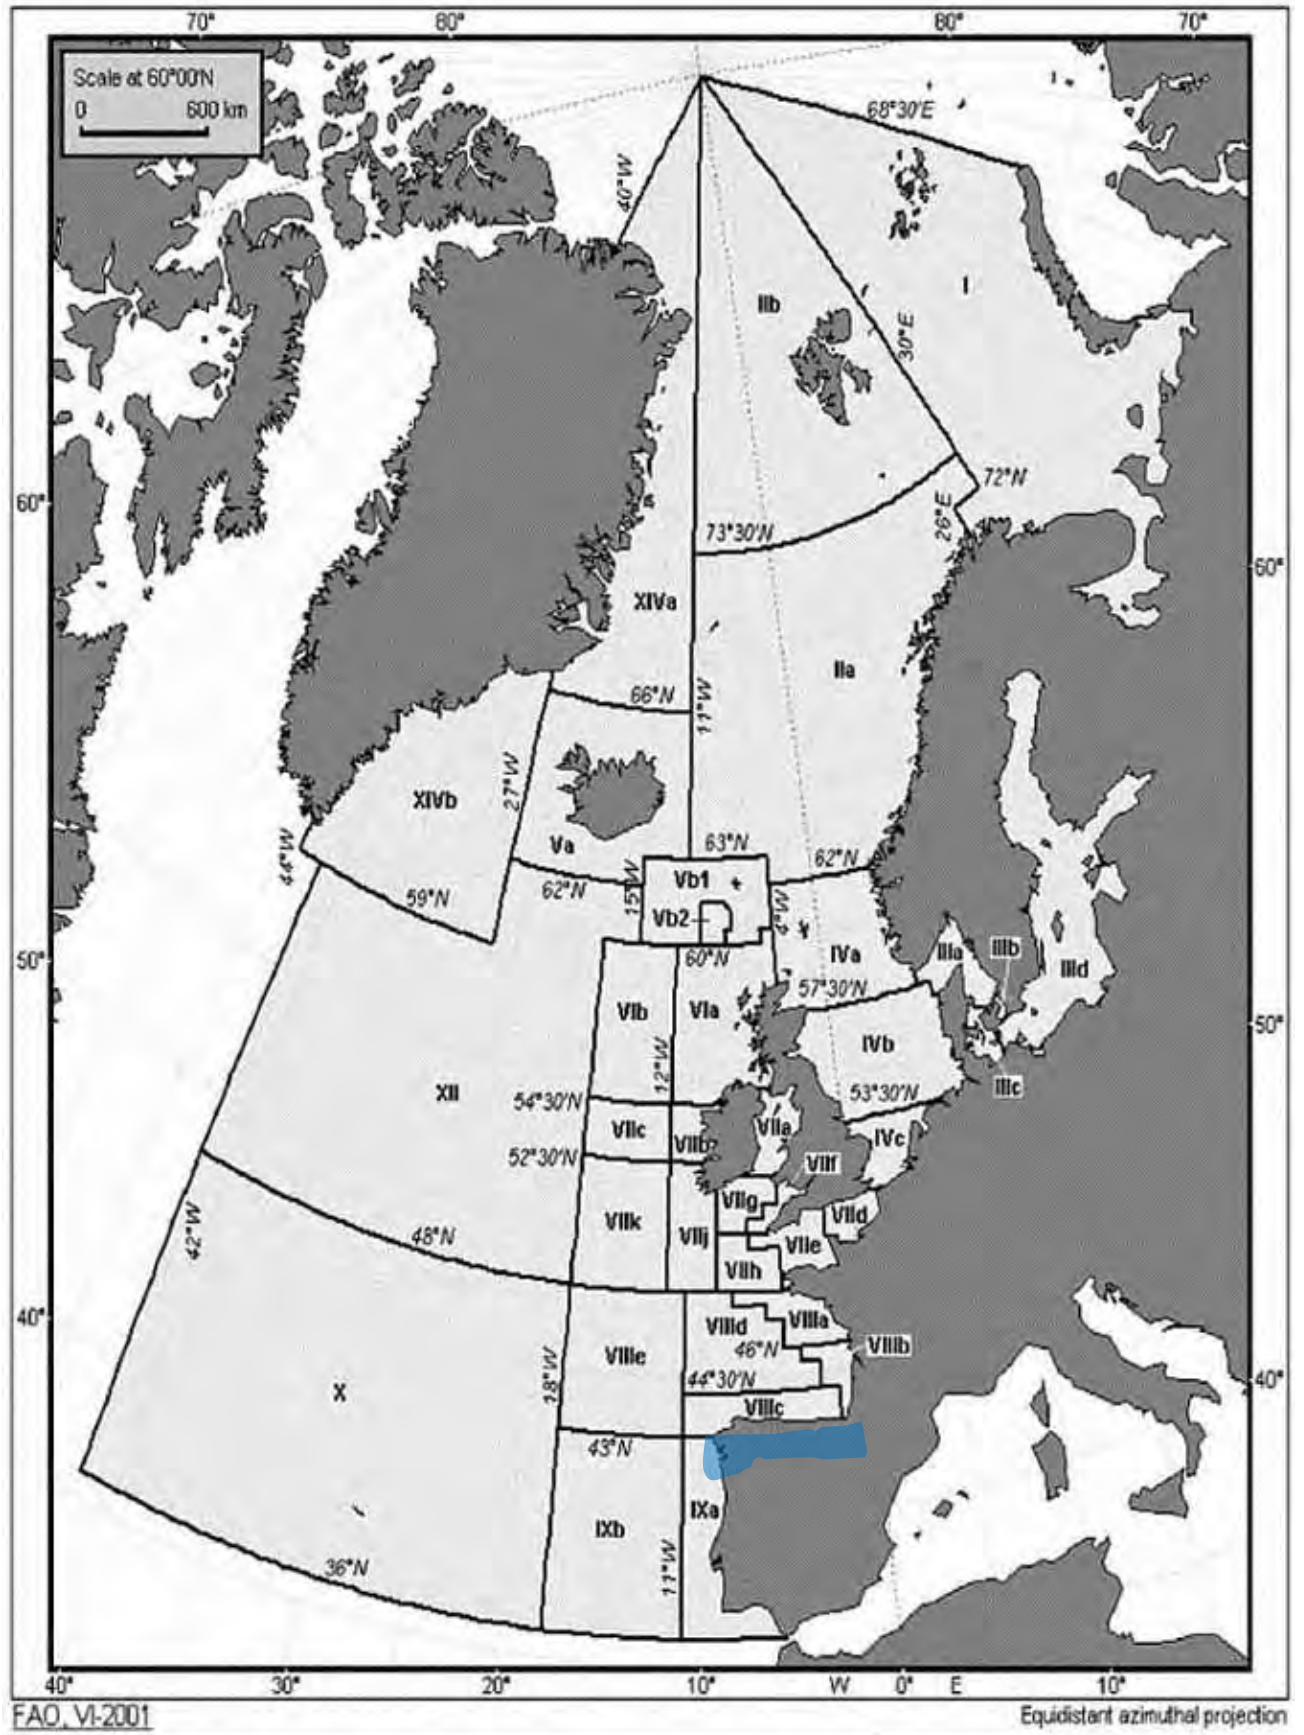 70° 80° 80° 70°
Scale at 60°00'N
0 600 km
68°30'E
40°W
I
IIb
30°E
72°N
60°
26°E
73°30'N
60°
XIVa
IIa
66°N
11°W
27°W
XIVb
Va
63°N
62°N
44°W
15°W
Vb1
62°N
59°N
Vb2
4°W
60°N
IVa
IIIa
IIIb
IIId
50°
57°30'N
VIb
VIa
50°
IVb
12°W
IIIc
XII
54°30'N
53°30'N
VIIc
VIIb
VIIa
IVc
52°30'N
VIIf
VIIg
VIId
42°W
48°N
VIIk
VIIj
VIIe
VIIh
40°
VIIId
VIIIa
46°N
VIIIb
VIIIe
18°W
44°30'N
40°
X
VIIIc
43°N
IXa
IXb
11°W
36°N
40° 30° 20° 10° W 0° E 10°
FAO, VI-2001 Equidistant azimuthal projection